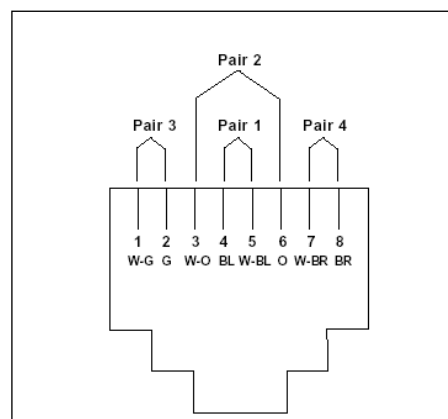 Pair 2
Pair 3 Pair 1 Pair 4
1 2 3 4 5 6 7 8
W-G G W-O BL W-BL O W-BR BR